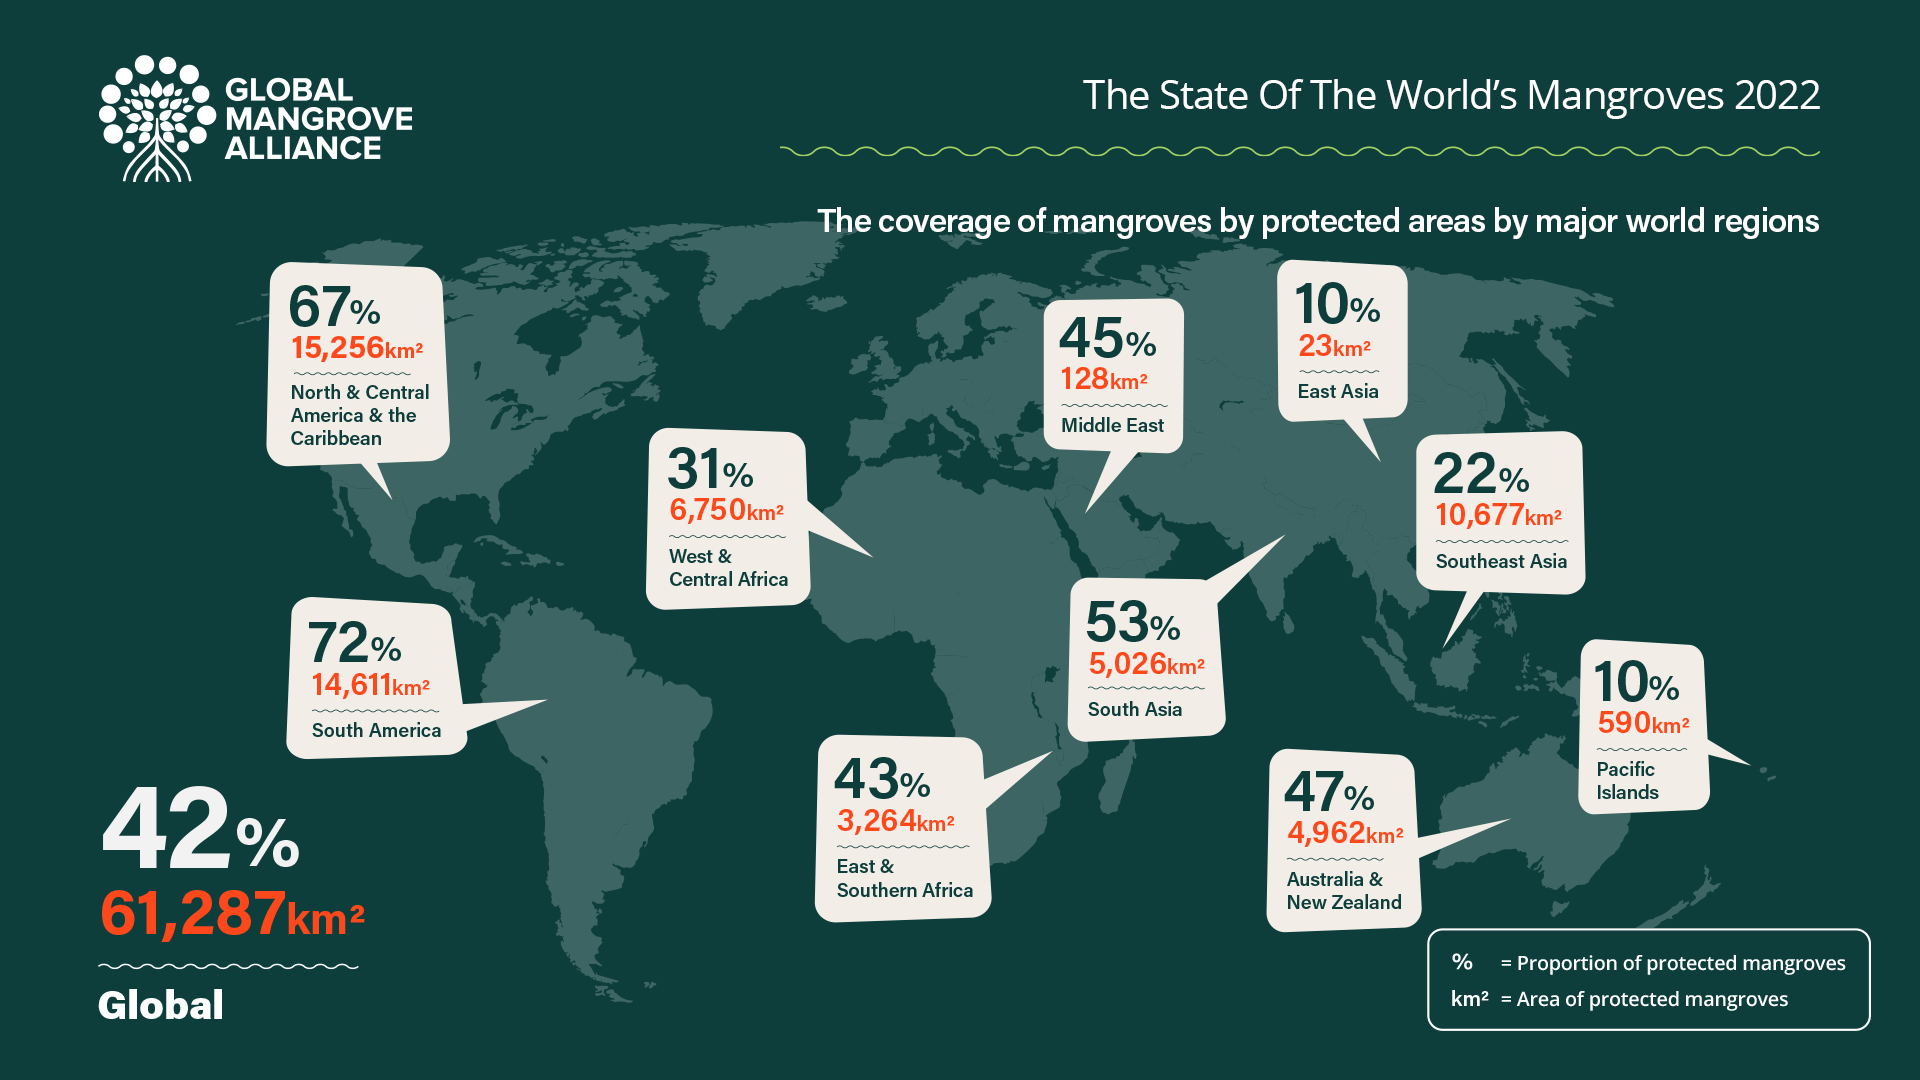 GLOBAL
MANGROVE
ALLIANCE
The State Of The World's Mangroves 2022
The coverage of mangroves by protected areas by major world regions
67%
15,256km²
North & Central
America & the
Caribbean
45%
128km²
Middle East
10%
23km²
East Asia
31%
6,750km²
West &
Central Africa
22%
10,677km²
Southeast Asia
72%
14,611km²
South America
53%
5,026km²
South Asia
10%
590km²
Pacific
Islands
43%
3,264km²
East &
Southern Africa
47%
4,962km²
Australia &
New Zealand
42%
61,287km²
Global
% = Proportion of protected mangroves
km² = Area of protected mangroves